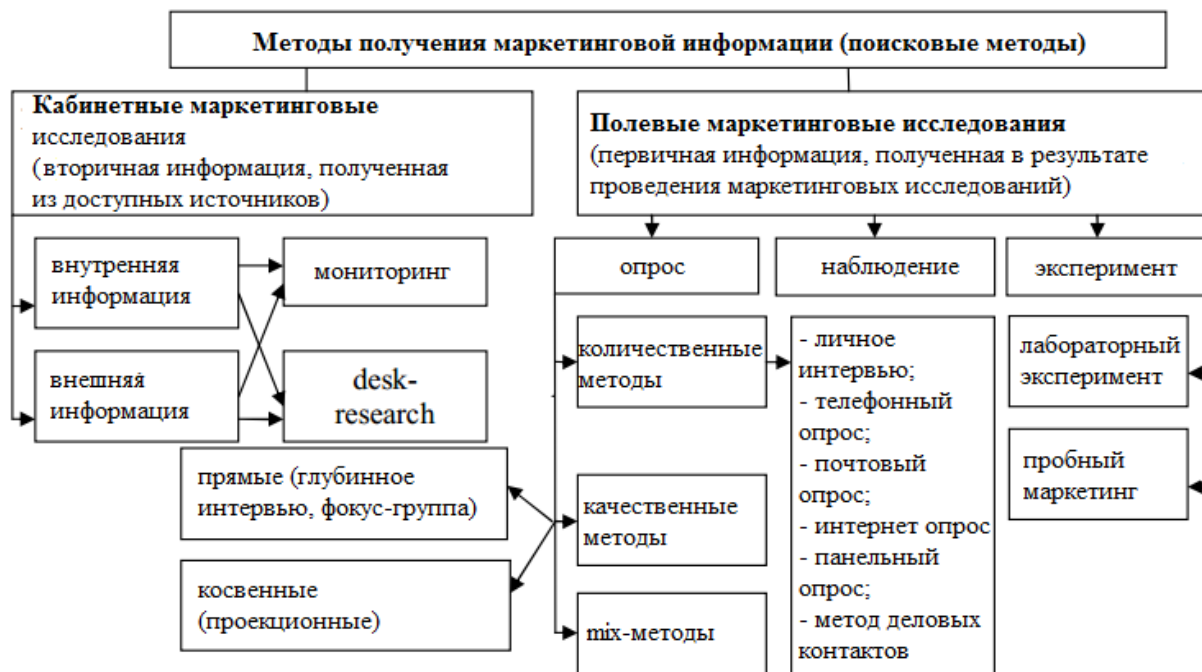 Методы получения маркетинговой информации (поисковые методы)
Кабинетные маркетинговые
исследования
(вторичная информация, полученная
из доступных источников)
Полевые маркетинговые исследования
(первичная информация, полученная в результате
проведения маркетинговых исследований)
внутренняя
информация
мониторинг
внешняя
информация
desk-
research
опрос
наблюдение
эксперимент
количественные
методы
- личное
интервью;
- телефонный
опрос;
- почтовый
опрос;
- интернет опрос
- панельный
опрос;
- метод деловых
контактов
лабораторный
эксперимент
пробный
маркетинг
прямые (глубинное
интервью, фокус-группа)
качественные
методы
косвенные
(проекционные)
mix-методы